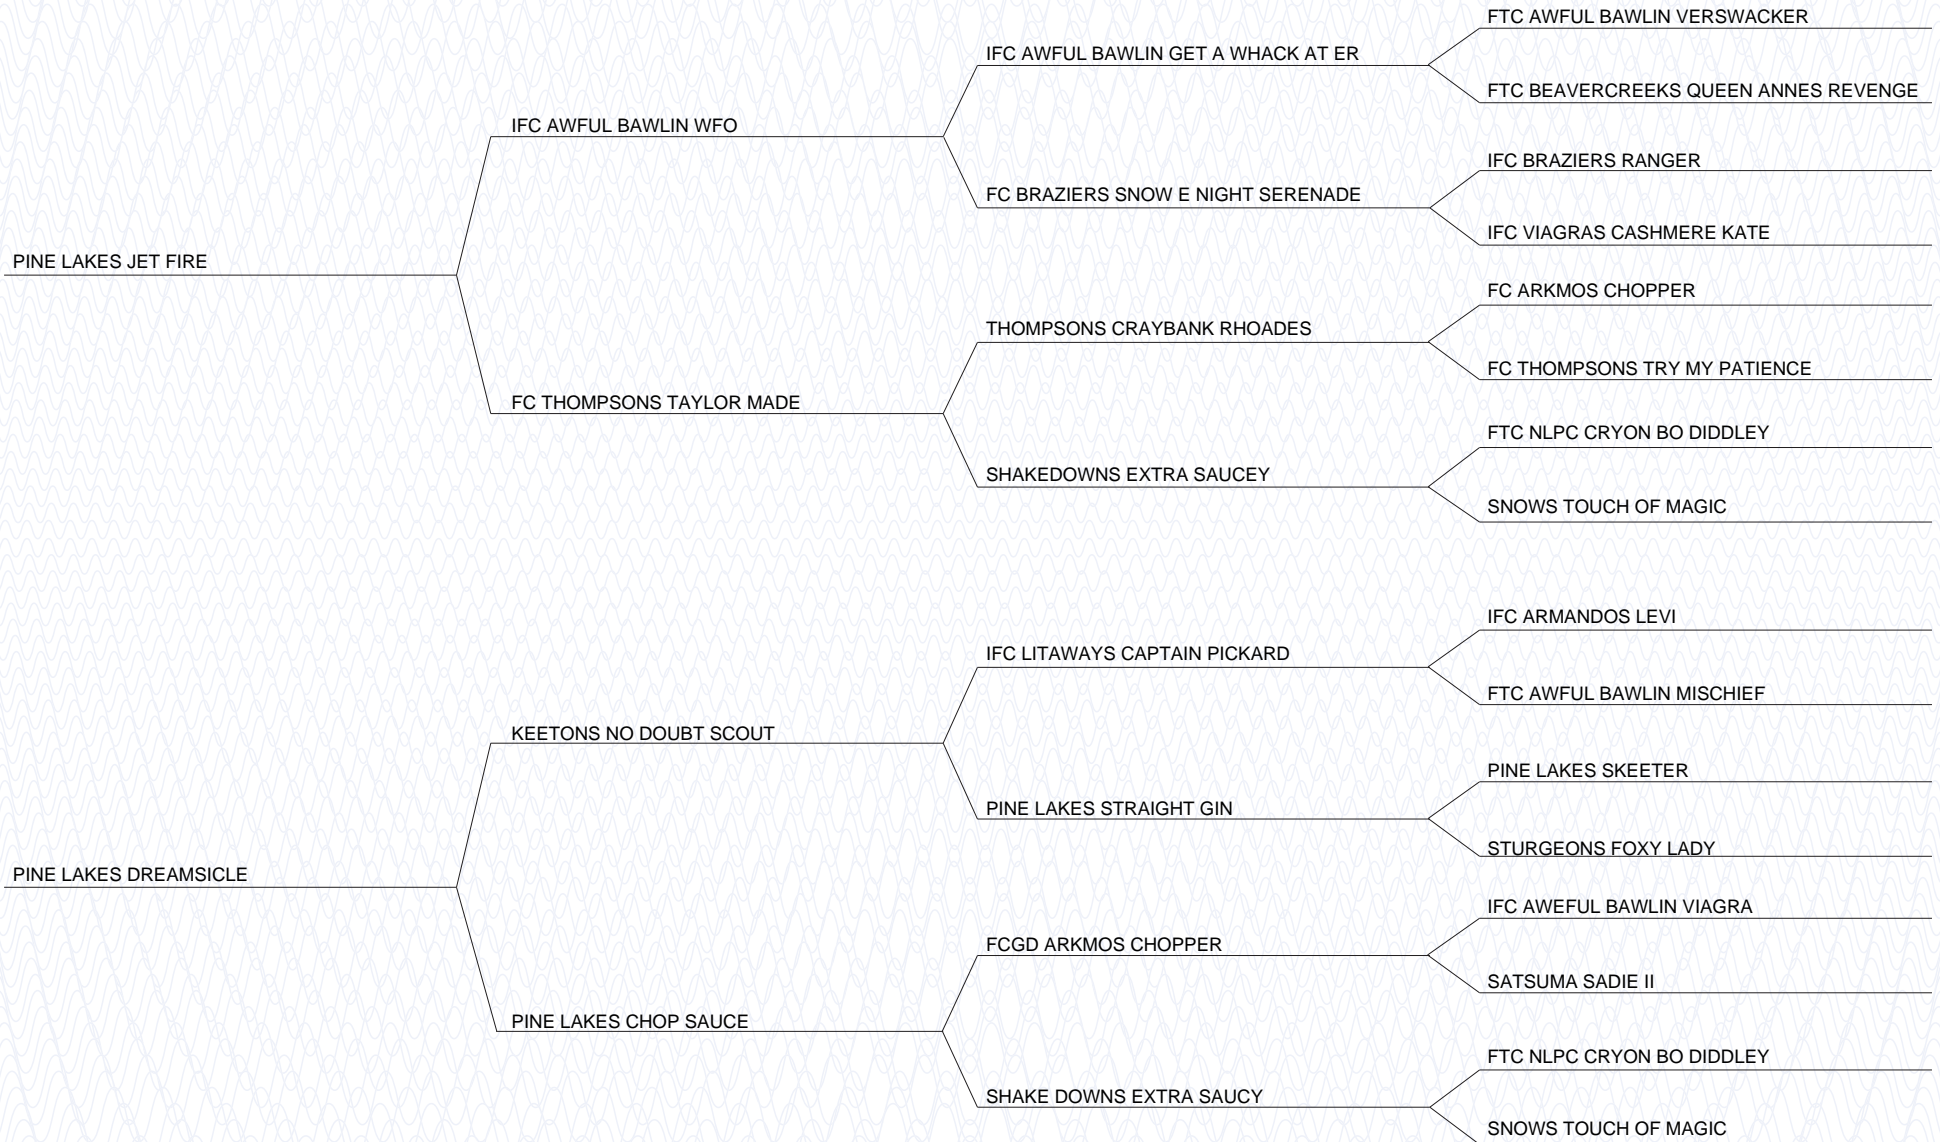 FTC AWFUL BAWLIN VERSWACKER
IFC AWFUL BAWLIN GET A WHACK AT ER
FTC BEAVERCREEKS QUEEN ANNES REVENGE
IFC AWFUL BAWLIN WFO
IFC BRAZIERS RANGER
FC BRAZIERS SNOW E NIGHT SERENADE
IFC VIAGRAS CASHMERE KATE
PINE LAKES JET FIRE
FC ARKMOS CHOPPER
THOMPSONS CRAYBANK RHOADES
FC THOMPSONS TRY MY PATIENCE
FC THOMPSONS TAYLOR MADE
FTC NLPC CRYON BO DIDDLEY
SHAKEDOWNS EXTRA SAUCEY
SNOWS TOUCH OF MAGIC
IFC ARMANDOS LEVI
IFC LITAWAYS CAPTAIN PICKARD
FTC AWFUL BAWLIN MISCHIEF
KEETONS NO DOUBT SCOUT
PINE LAKES SKEETER
PINE LAKES STRAIGHT GIN
STURGEONS FOXY LADY
PINE LAKES DREAMSICLE
IFC AWEFUL BAWLIN VIAGRA
FCGD ARKMOS CHOPPER
SATSUMA SADIE II
PINE LAKES CHOP SAUCE
FTC NLPC CRYON BO DIDDLEY
SHAKE DOWNS EXTRA SAUCY
SNOWS TOUCH OF MAGIC